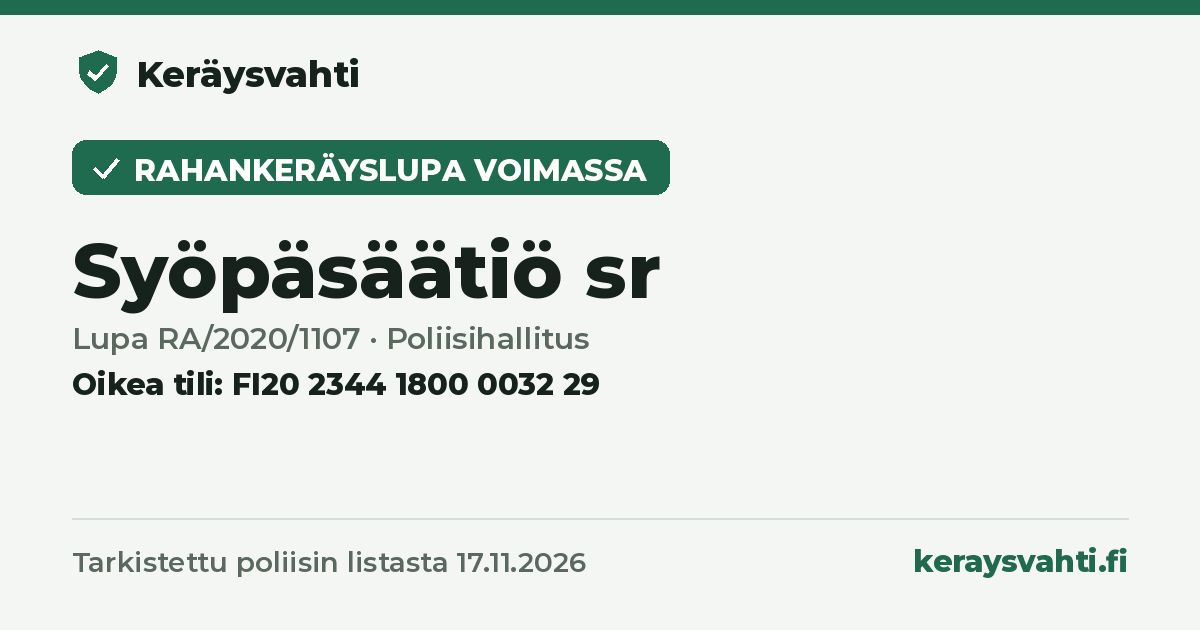 Keräysvahti
RAHANKERÄYSLUPA VOIMASSA
Syöpäsäätiö sr
Lupa RA/2020/1107 · Poliisihallitus
Oikea tili: FI20 2344 1800 0032 29
Tarkistettu poliisin listasta 17.11.2026
keraysvahti.fi